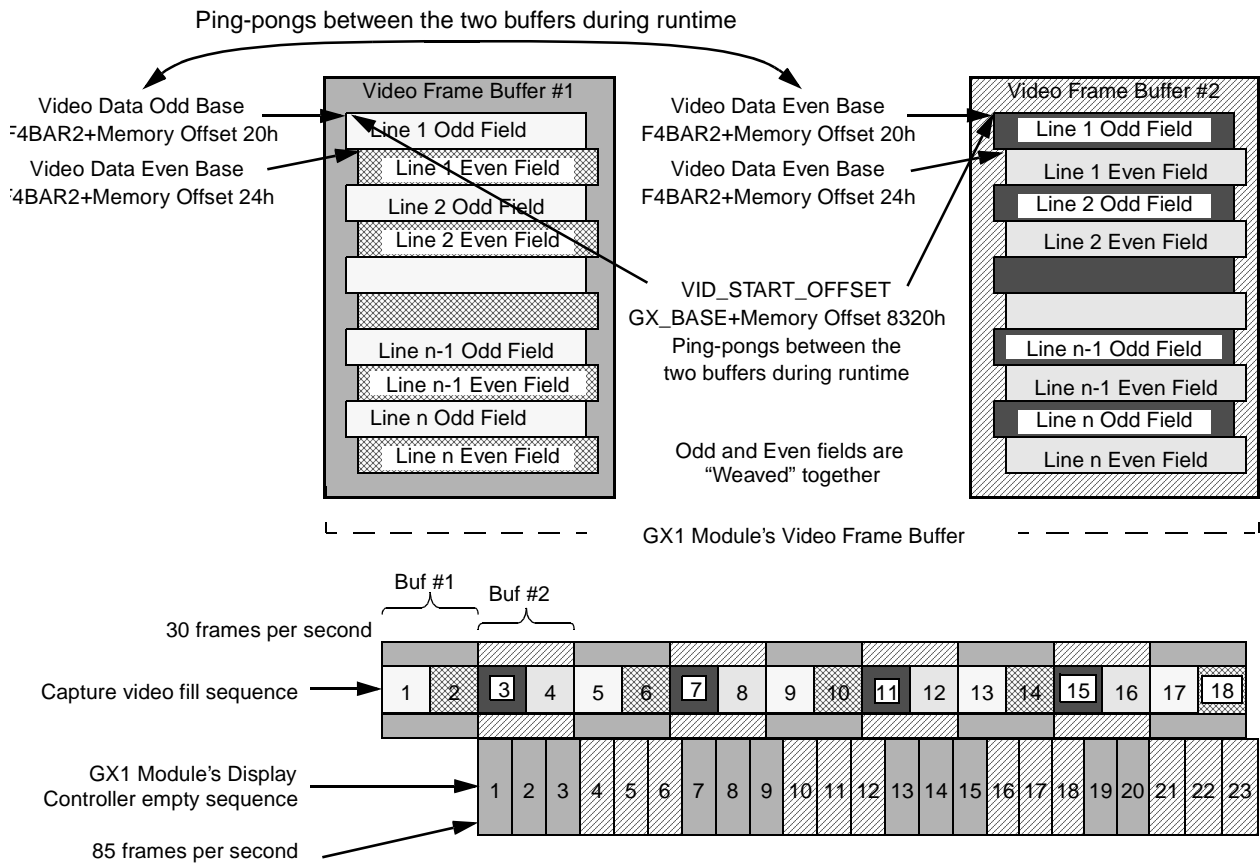 Ping-pongs between the two buffers during runtime
Video Frame Buffer #1
Video Data Odd Base
F4BAR2+Memory Offset 20h
Video Data Even Base
F4BAR2+Memory Offset 24h
Line 1 Odd Field
Line 1 Even Field
Line 2 Odd Field
Line 2 Even Field
Line n-1 Odd Field
Line n-1 Even Field
Line n Odd Field
Line n Even Field
Video Data Even Base
F4BAR2+Memory Offset 20h
Video Data Even Base
F4BAR2+Memory Offset 24h
VID_START_OFFSET
GX_BASE+Memory Offset 8320h
Ping-pongs between the
two buffers during runtime
Odd and Even fields are
“Weaved” together
Video Frame Buffer #2
Line 1 Odd Field
Line 1 Even Field
Line 2 Odd Field
Line 2 Even Field
Line n-1 Odd Field
Line n-1 Even Field
Line n Odd Field
Line n Even Field
GX1 Module’s Video Frame Buffer
Buf #1
Buf #2
30 frames per second
Capture video fill sequence
1 2 3 4 5 6 7 8 9 10 11 12 13 14 15 16 17 18
GX1 Module’s Display
Controller empty sequence
1 2 3 4 5 6 7 8 9 10 11 12 13 14 15 16 17 18 19 20 21 22 23
85 frames per second